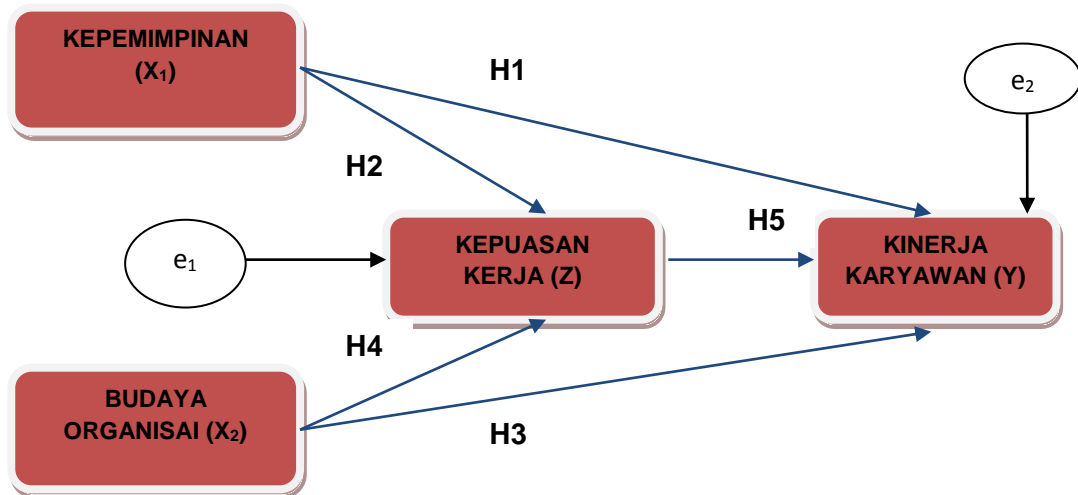 KEPEMIMPINAN
(X₁)
H1
e₂
H2
e₁
KEPUASAN
KERJA (Z)
H5
KINERJA
KARYAWAN (Y)
H4
BUDAYA
ORGANISAI (X₂)
H3